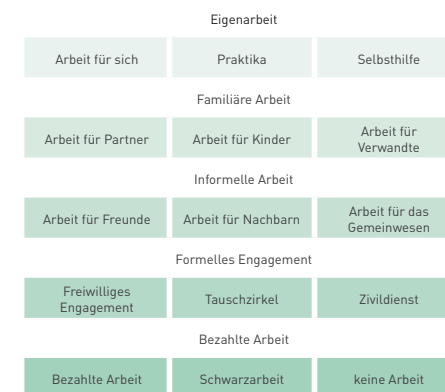 Eigenarbeit
Arbeit für sich
Praktika
Selbsthilfe
Familiäre Arbeit
Arbeit für Partner
Arbeit für Kinder
Arbeit für
Verwandte
Informelle Arbeit
Arbeit für Freunde
Arbeit für Nachbarn
Arbeit für das
Gemeinwesen
Formelles Engagement
Freiwilliges
Engagement
Tauschzirkel
Zivildienst
Bezahlte Arbeit
Bezahlte Arbeit
Schwarzarbeit
keine Arbeit